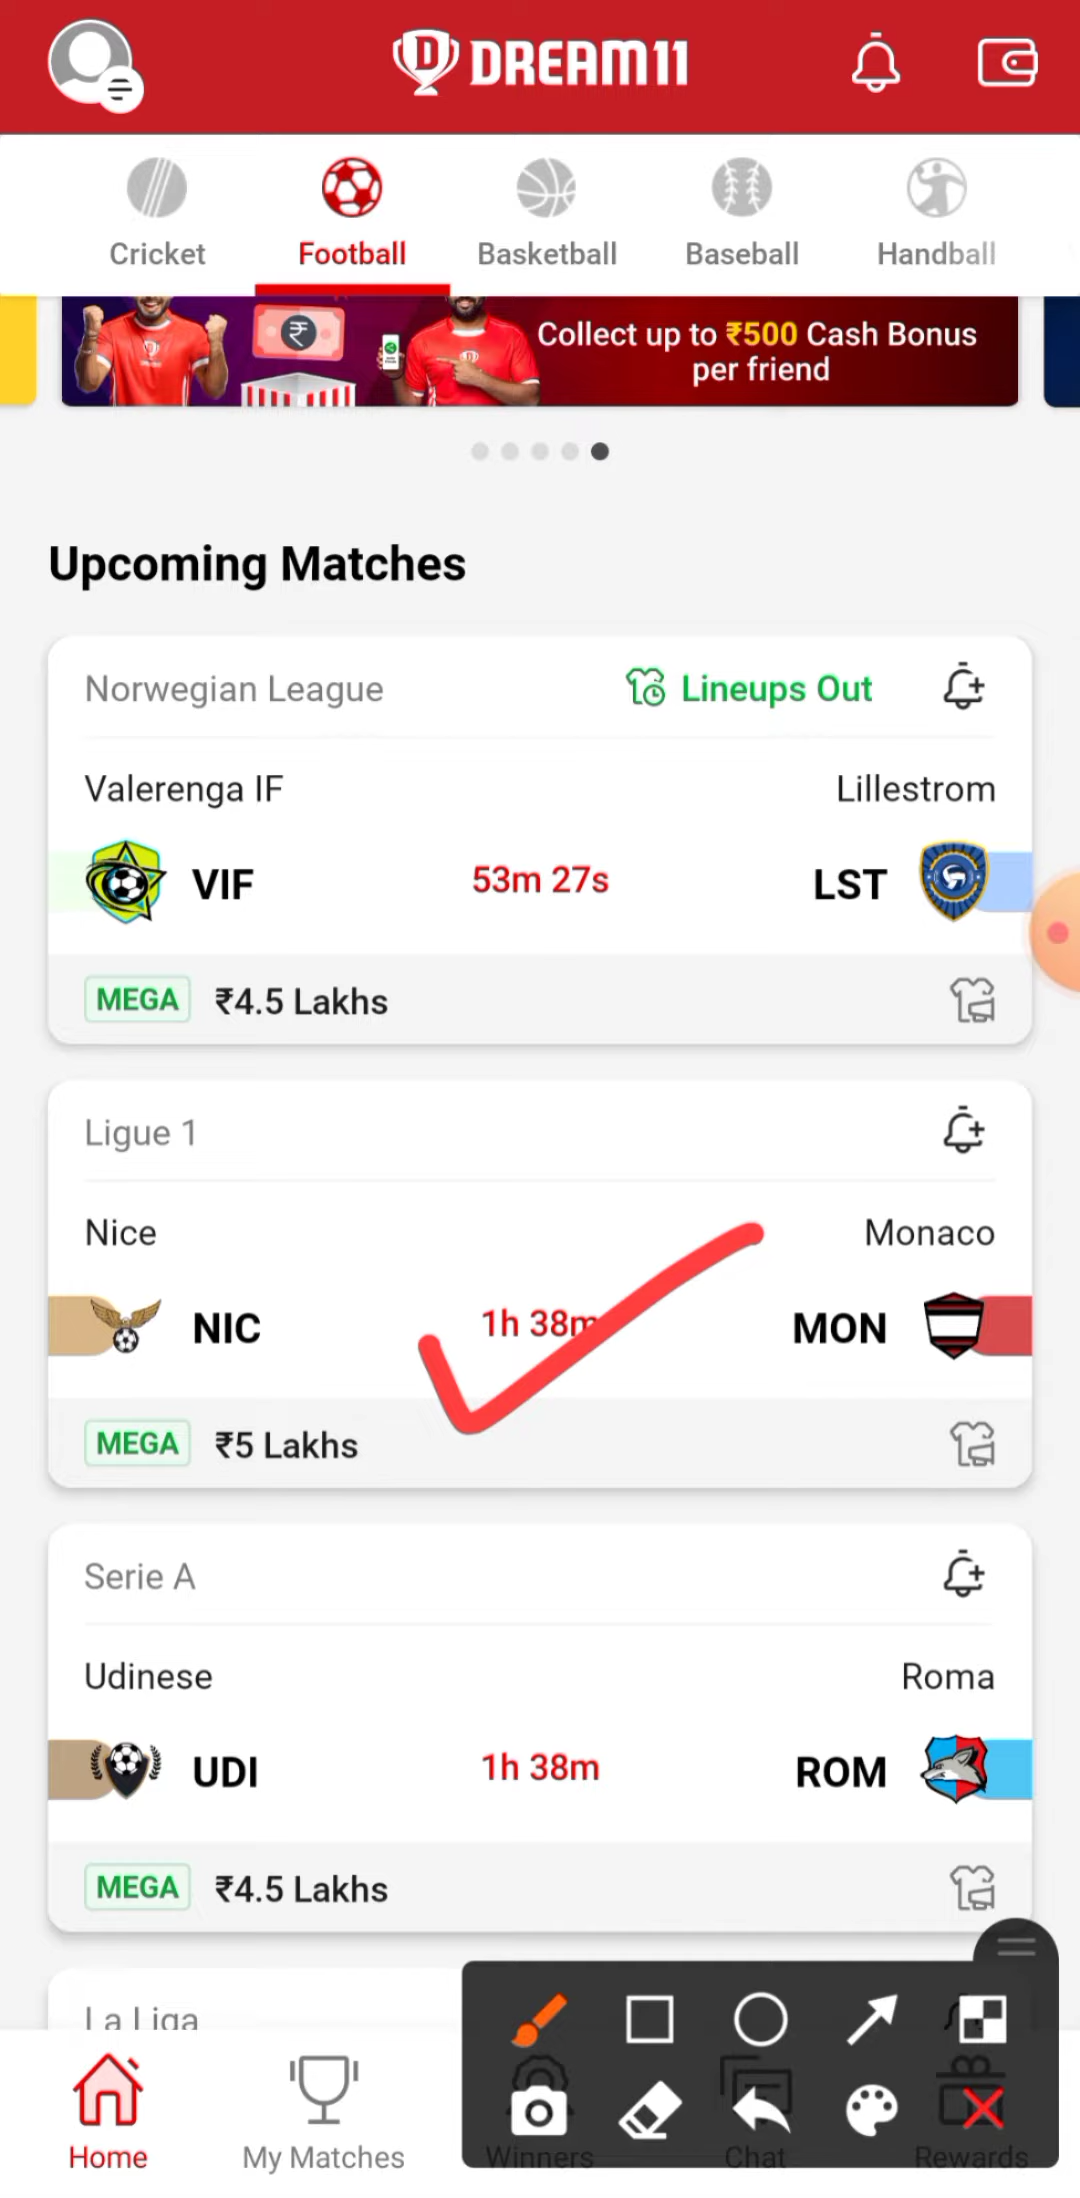 DREAM11
Cricket
Football
Basketball
Baseball
Handball
Collect up to ₹500 Cash Bonus
per friend
Upcoming Matches
Norwegian League
Lineups Out
Valerenga IF
Lillestrom
VIF
53m 27s
LST
MEGA ₹4.5 Lakhs
Ligue 1
Nice
Monaco
NIC
1h 38m
MON
MEGA ₹5 Lakhs
Serie A
Udinese
Roma
UDI
1h 38m
ROM
MEGA ₹4.5 Lakhs
La Liga
Home
My Matches
Winners
Chat
Rewards